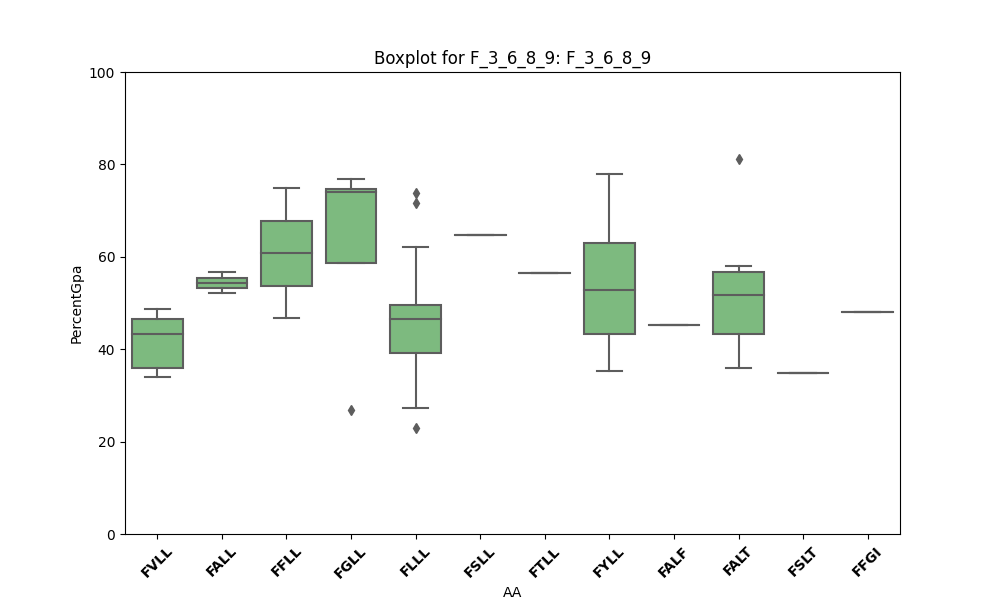 Boxplot for F_3_6_8_9: F_3_6_8_9
100
80
60
40
20
0
PercentGpa
FVLL
FALL
FFLL
FGLL
FLLL
FSLL
FTLL
FYLL
FALF
FALT
FSLT
FFGI
AA